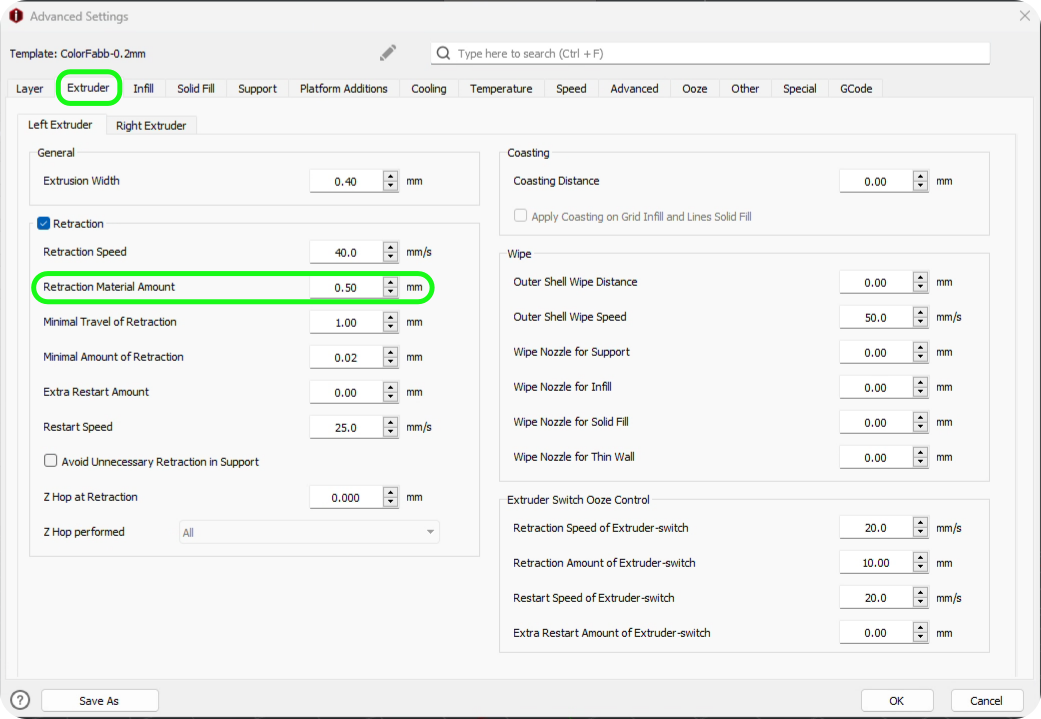 Advanced Settings
Template: ColorFabb-0.2mm
Type here to search (Ctrl + F)
Layer Extruder Infill Solid Fill Support Platform Additions Cooling Temperature Speed Advanced Ooze Other Special GCode
Left Extruder Right Extruder
General
Extrusion Width 0.40 mm
Retraction
Retraction Speed 40.0 mm/s
Retraction Material Amount 0.50 mm
Minimal Travel of Retraction 1.00 mm
Minimal Amount of Retraction 0.02 mm
Extra Restart Amount 0.00 mm
Restart Speed 25.0 mm/s
Avoid Unnecessary Retraction in Support
Z Hop at Retraction 0.000 mm
Z Hop performed All
Coasting
Coasting Distance 0.00 mm
Apply Coasting on Grid Infill and Lines Solid Fill
Wipe
Outer Shell Wipe Distance 0.00 mm
Outer Shell Wipe Speed 50.0 mm/s
Wipe Nozzle for Support 0.00 mm
Wipe Nozzle for Infill 0.00 mm
Wipe Nozzle for Solid Fill 0.00 mm
Wipe Nozzle for Thin Wall 0.00 mm
Extruder Switch Ooze Control
Retraction Speed of Extruder-switch 20.0 mm/s
Retraction Amount of Extruder-switch 10.00 mm
Restart Speed of Extruder-switch 20.0 mm/s
Extra Restart Amount of Extruder-switch 0.00 mm
? Save As OK Cancel